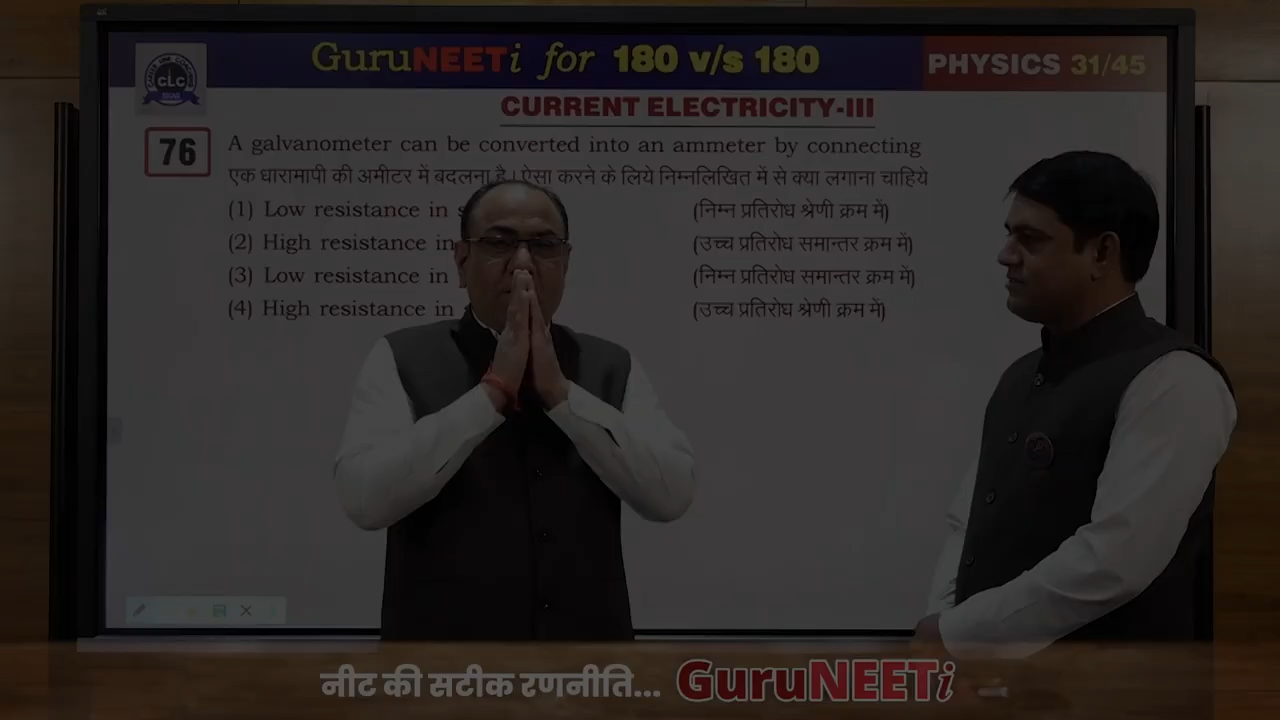 GuruNEETi for 180 v/s 180
PHYSICS 31/45
CLC
CURRENT ELECTRICITY-III
76
A galvanometer can be converted into an ammeter by connecting
एक धारामापी की अमीटर में बदलना है। ऐसा करने के लिये निम्नलिखित में से क्या लगाना चाहिये
(1) Low resistance in (निम्न प्रतिरोध श्रेणी क्रम में)
(2) High resistance in (उच्च प्रतिरोध समान्तर क्रम में)
(3) Low resistance in (निम्न प्रतिरोध समान्तर क्रम में)
(4) High resistance in (उच्च प्रतिरोध श्रेणी क्रम में)
नीट की सटीक रणनीति... GuruNEETi